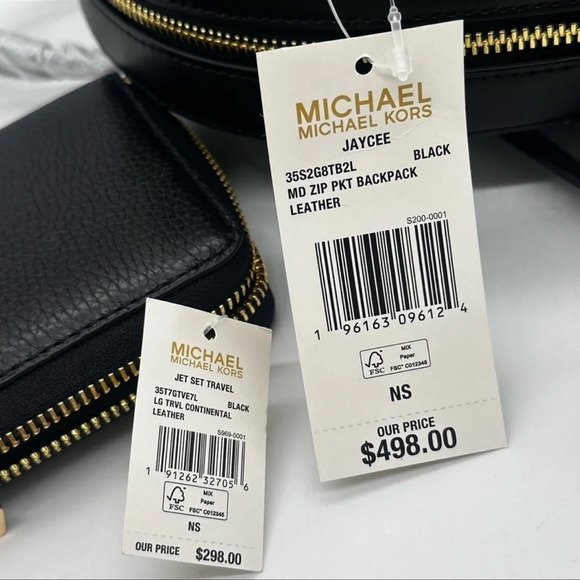 MICHAEL
MICHAEL KORS
JAYCEE
35S2G8TB2L BLACK
MD ZIP PKT BACKPACK
LEATHER
S200-0001
1 96163 09612 4
FSC
MIX
Paper
FSC® C012345
NS
OUR PRICE
$498.00
MICHAEL
MICHAEL KORS
JET SET TRAVEL
35T7GTVE7L BLACK
LG TRVL CONTINENTAL
LEATHER
S969-0001
1 91262 32705 6
FSC
MIX
Paper
FSC® C012345
NS
OUR PRICE $298.00